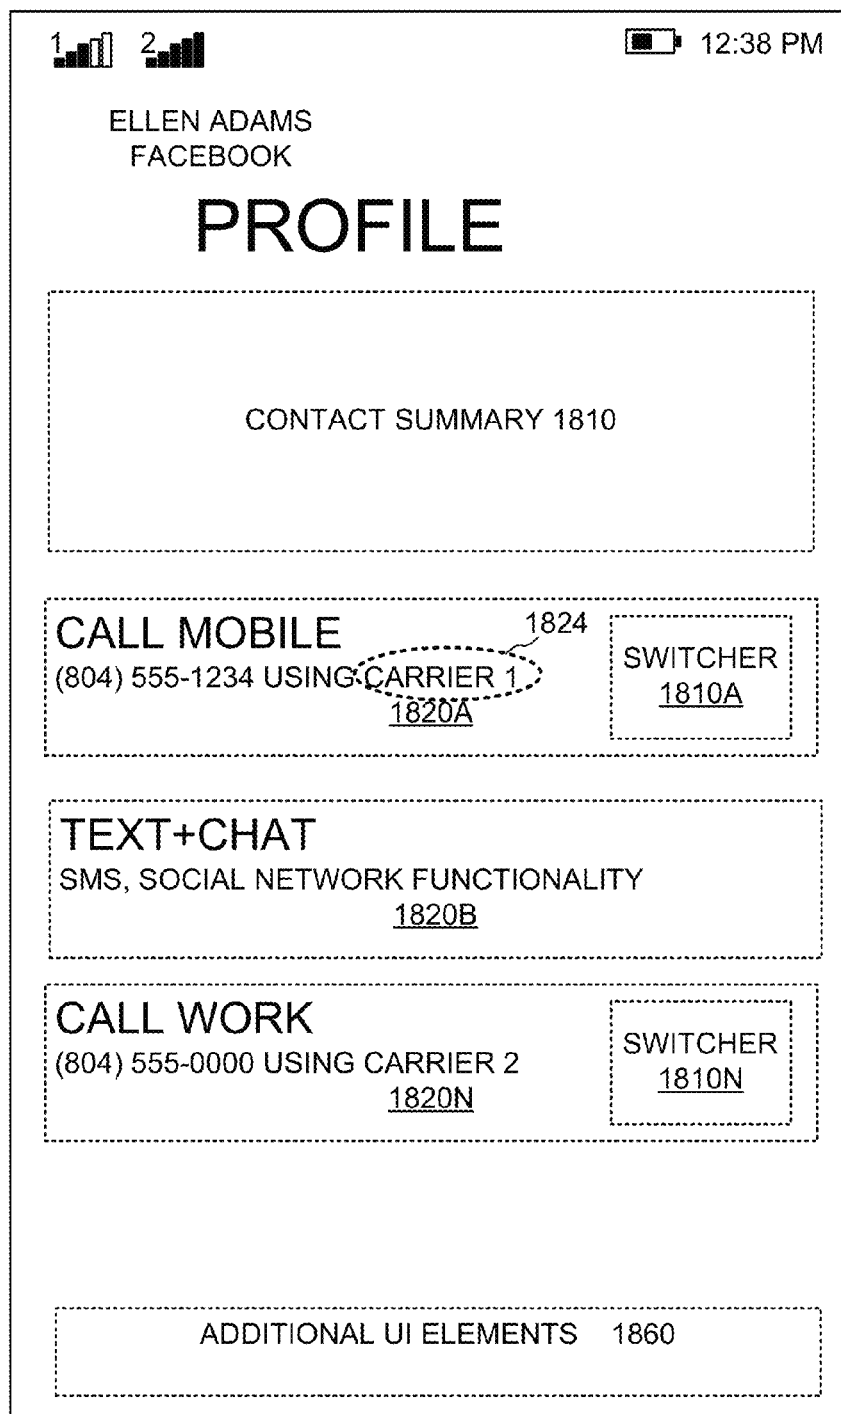 1 2 12:38 PM
ELLEN ADAMS
FACEBOOK
PROFILE
CONTACT SUMMARY 1810
1824
CALL MOBILE
(804) 555-1234 USING CARRIER 1
1820A
SWITCHER
1810A
TEXT+CHAT
SMS, SOCIAL NETWORK FUNCTIONALITY
1820B
CALL WORK
(804) 555-0000 USING CARRIER 2
1820N
SWITCHER
1810N
ADDITIONAL UI ELEMENTS 1860